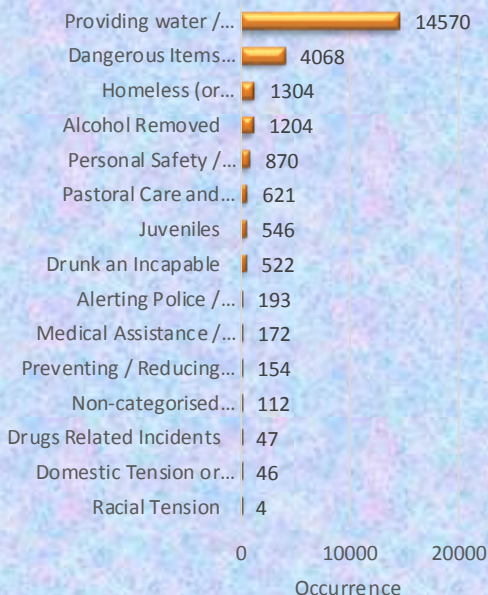 Providing water /... 14570
Dangerous Items... 4068
Homeless (or... 1304
Alcohol Removed 1204
Personal Safety /... 870
Pastoral Care and... 621
Juveniles 546
Drunk an Incapable 522
Alerting Police /... 193
Medical Assistance /... 172
Preventing / Reducing... 154
Non-categorised... 112
Drugs Related Incidents 47
Domestic Tension or... 46
Racial Tension 4
0 10000 20000
Occurrence